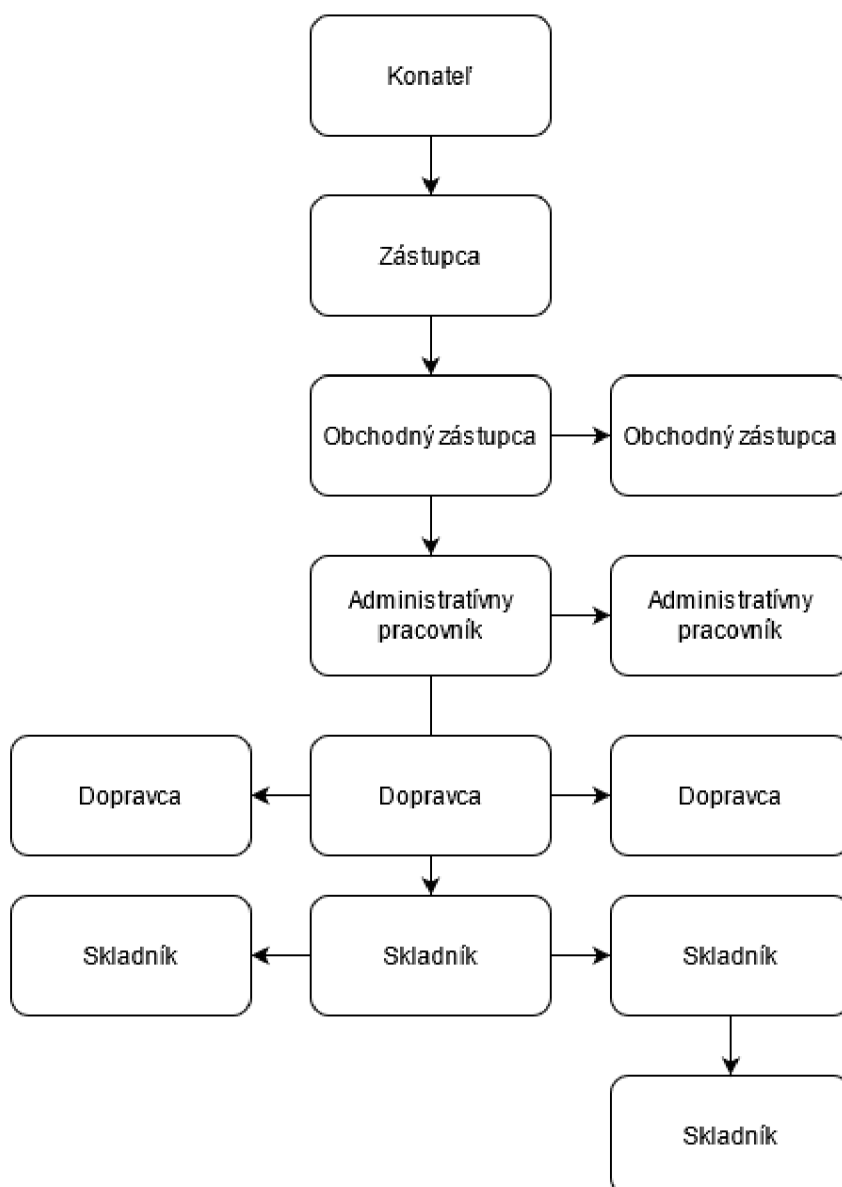 Konateľ
Zástupca
Obchodný zástupca
Obchodný zástupca
Administratívny
pracovník
Administratívny
pracovník
Dopravca
Dopravca
Dopravca
Skladník
Skladník
Skladník
Skladník